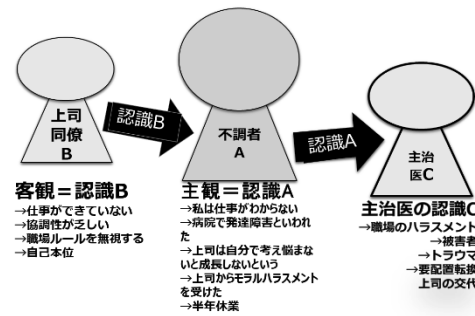 上司
同僚
B
認識B
不調者
A
認識A
主治
医C
客観＝認識B
→仕事ができていない
→協調性が乏しい
→職場ルールを無視する
→自己本位
主観＝認識A
→私は仕事がわからない
→病院で発達障害といわれ
た
→上司は自分で考え悩まな
いと成長しないという
→上司からモラルハラスメント
を受けた
→半年休業
主治医の認識C
→職場のハラスメント
→被害者
→トラウマ
→要配置転換
上司の交代